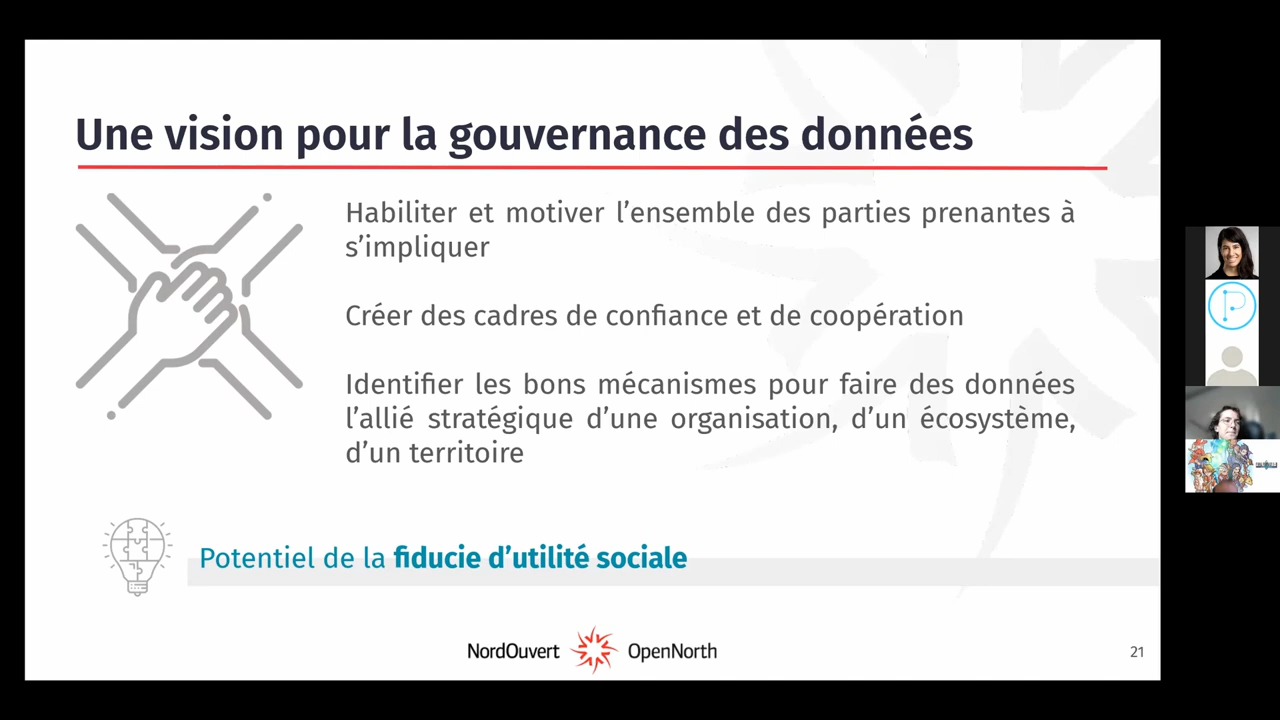 Une vision pour la gouvernance des données
Habiliter et motiver l’ensemble des parties prenantes à
s’impliquer
Créer des cadres de confiance et de coopération
Identifier les bons mécanismes pour faire des données
l’allié stratégique d’une organisation, d’un écosystème,
d’un territoire
Potentiel de la fiducie d’utilité sociale
NordOuvert OpenNorth
21